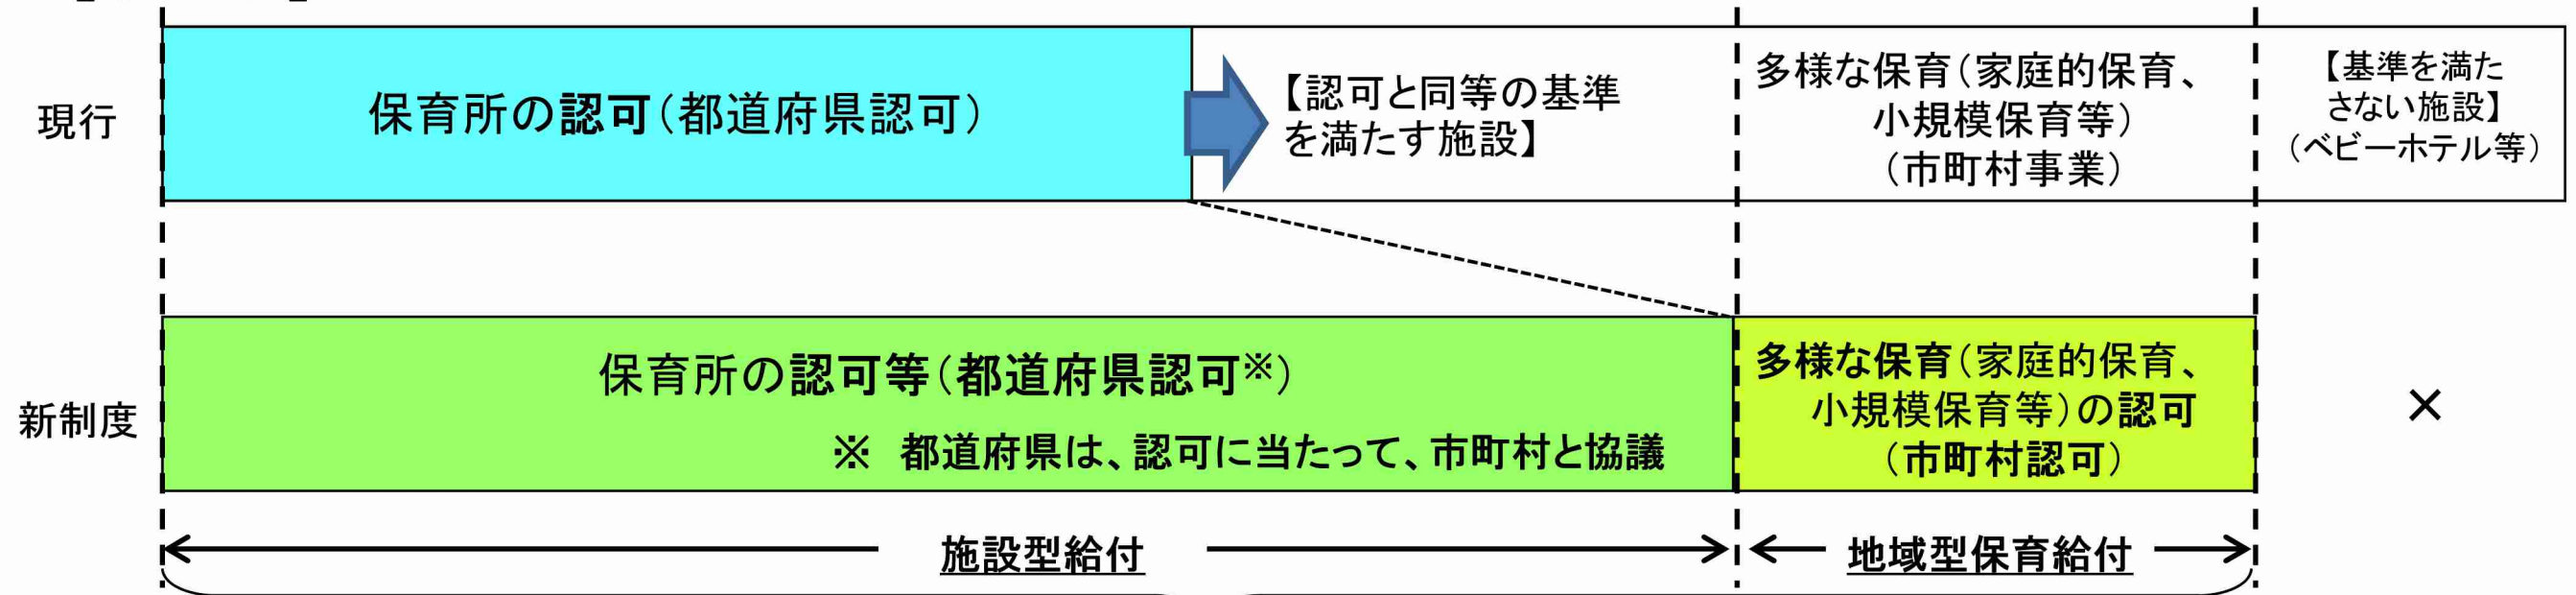 現行
保育所の認可（都道府県認可）
【認可と同等の基準
を満たす施設】
多様な保育（家庭的保育、
小規模保育等）
（市町村事業）
【基準を満た
さない施設】
（ベビーホテル等）
新制度
保育所の認可等（都道府県認可※）
※　都道府県は、認可に当たって、市町村と協議
多様な保育（家庭的保育、
小規模保育等）の認可
（市町村認可）
×
施設型給付
地域型保育給付